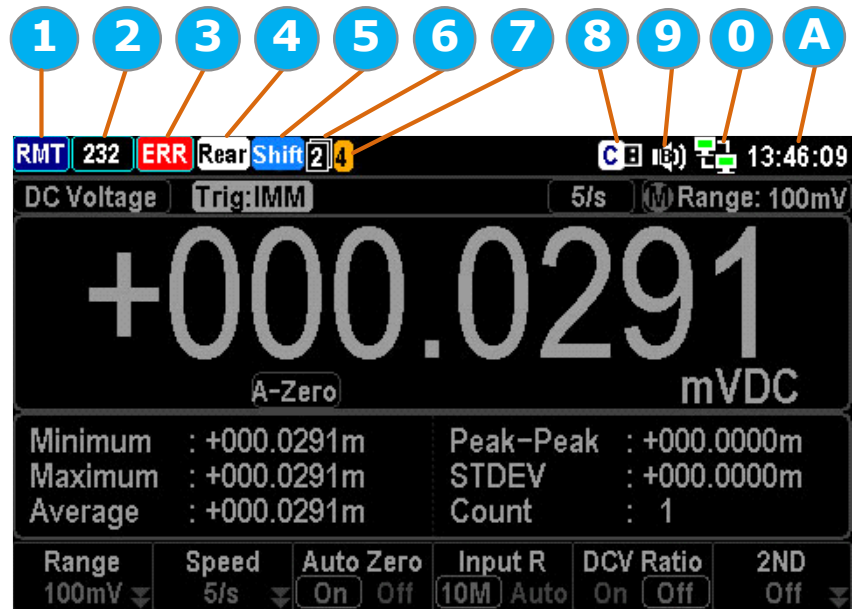 1 2 3 4 5 6 7 8 9 0 A
RMT 232 ERR Rear Shift 2 4 C B 13:46:09
DC Voltage Trig:IMM 5/s M Range: 100mV
+000.0291
A-Zero mVDC
Minimum : +000.0291m Peak-Peak : +000.0000m
Maximum : +000.0291m STDEV : +000.0000m
Average : +000.0291m Count : 1
Range Speed Auto Zero Input R DCV Ratio 2ND
100mV 5/s On Off 10M Auto On Off Off